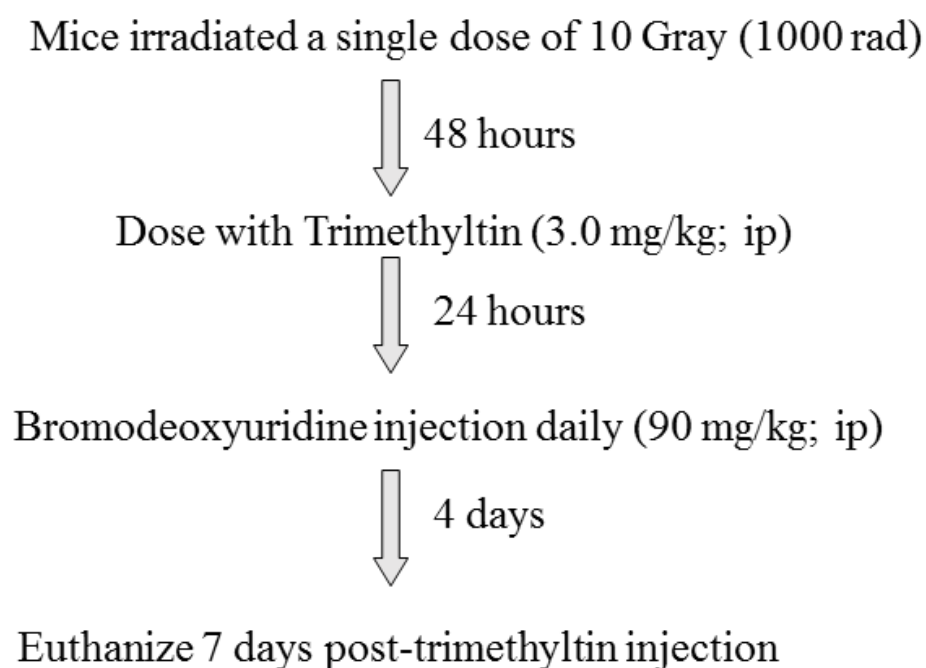 Mice irradiated a single dose of 10 Gray (1000 rad)
48 hours
Dose with Trimethyltin (3.0 mg/kg; ip)
24 hours
Bromodeoxyuridine injection daily (90 mg/kg; ip)
4 days
Euthanize 7 days post-trimethyltin injection